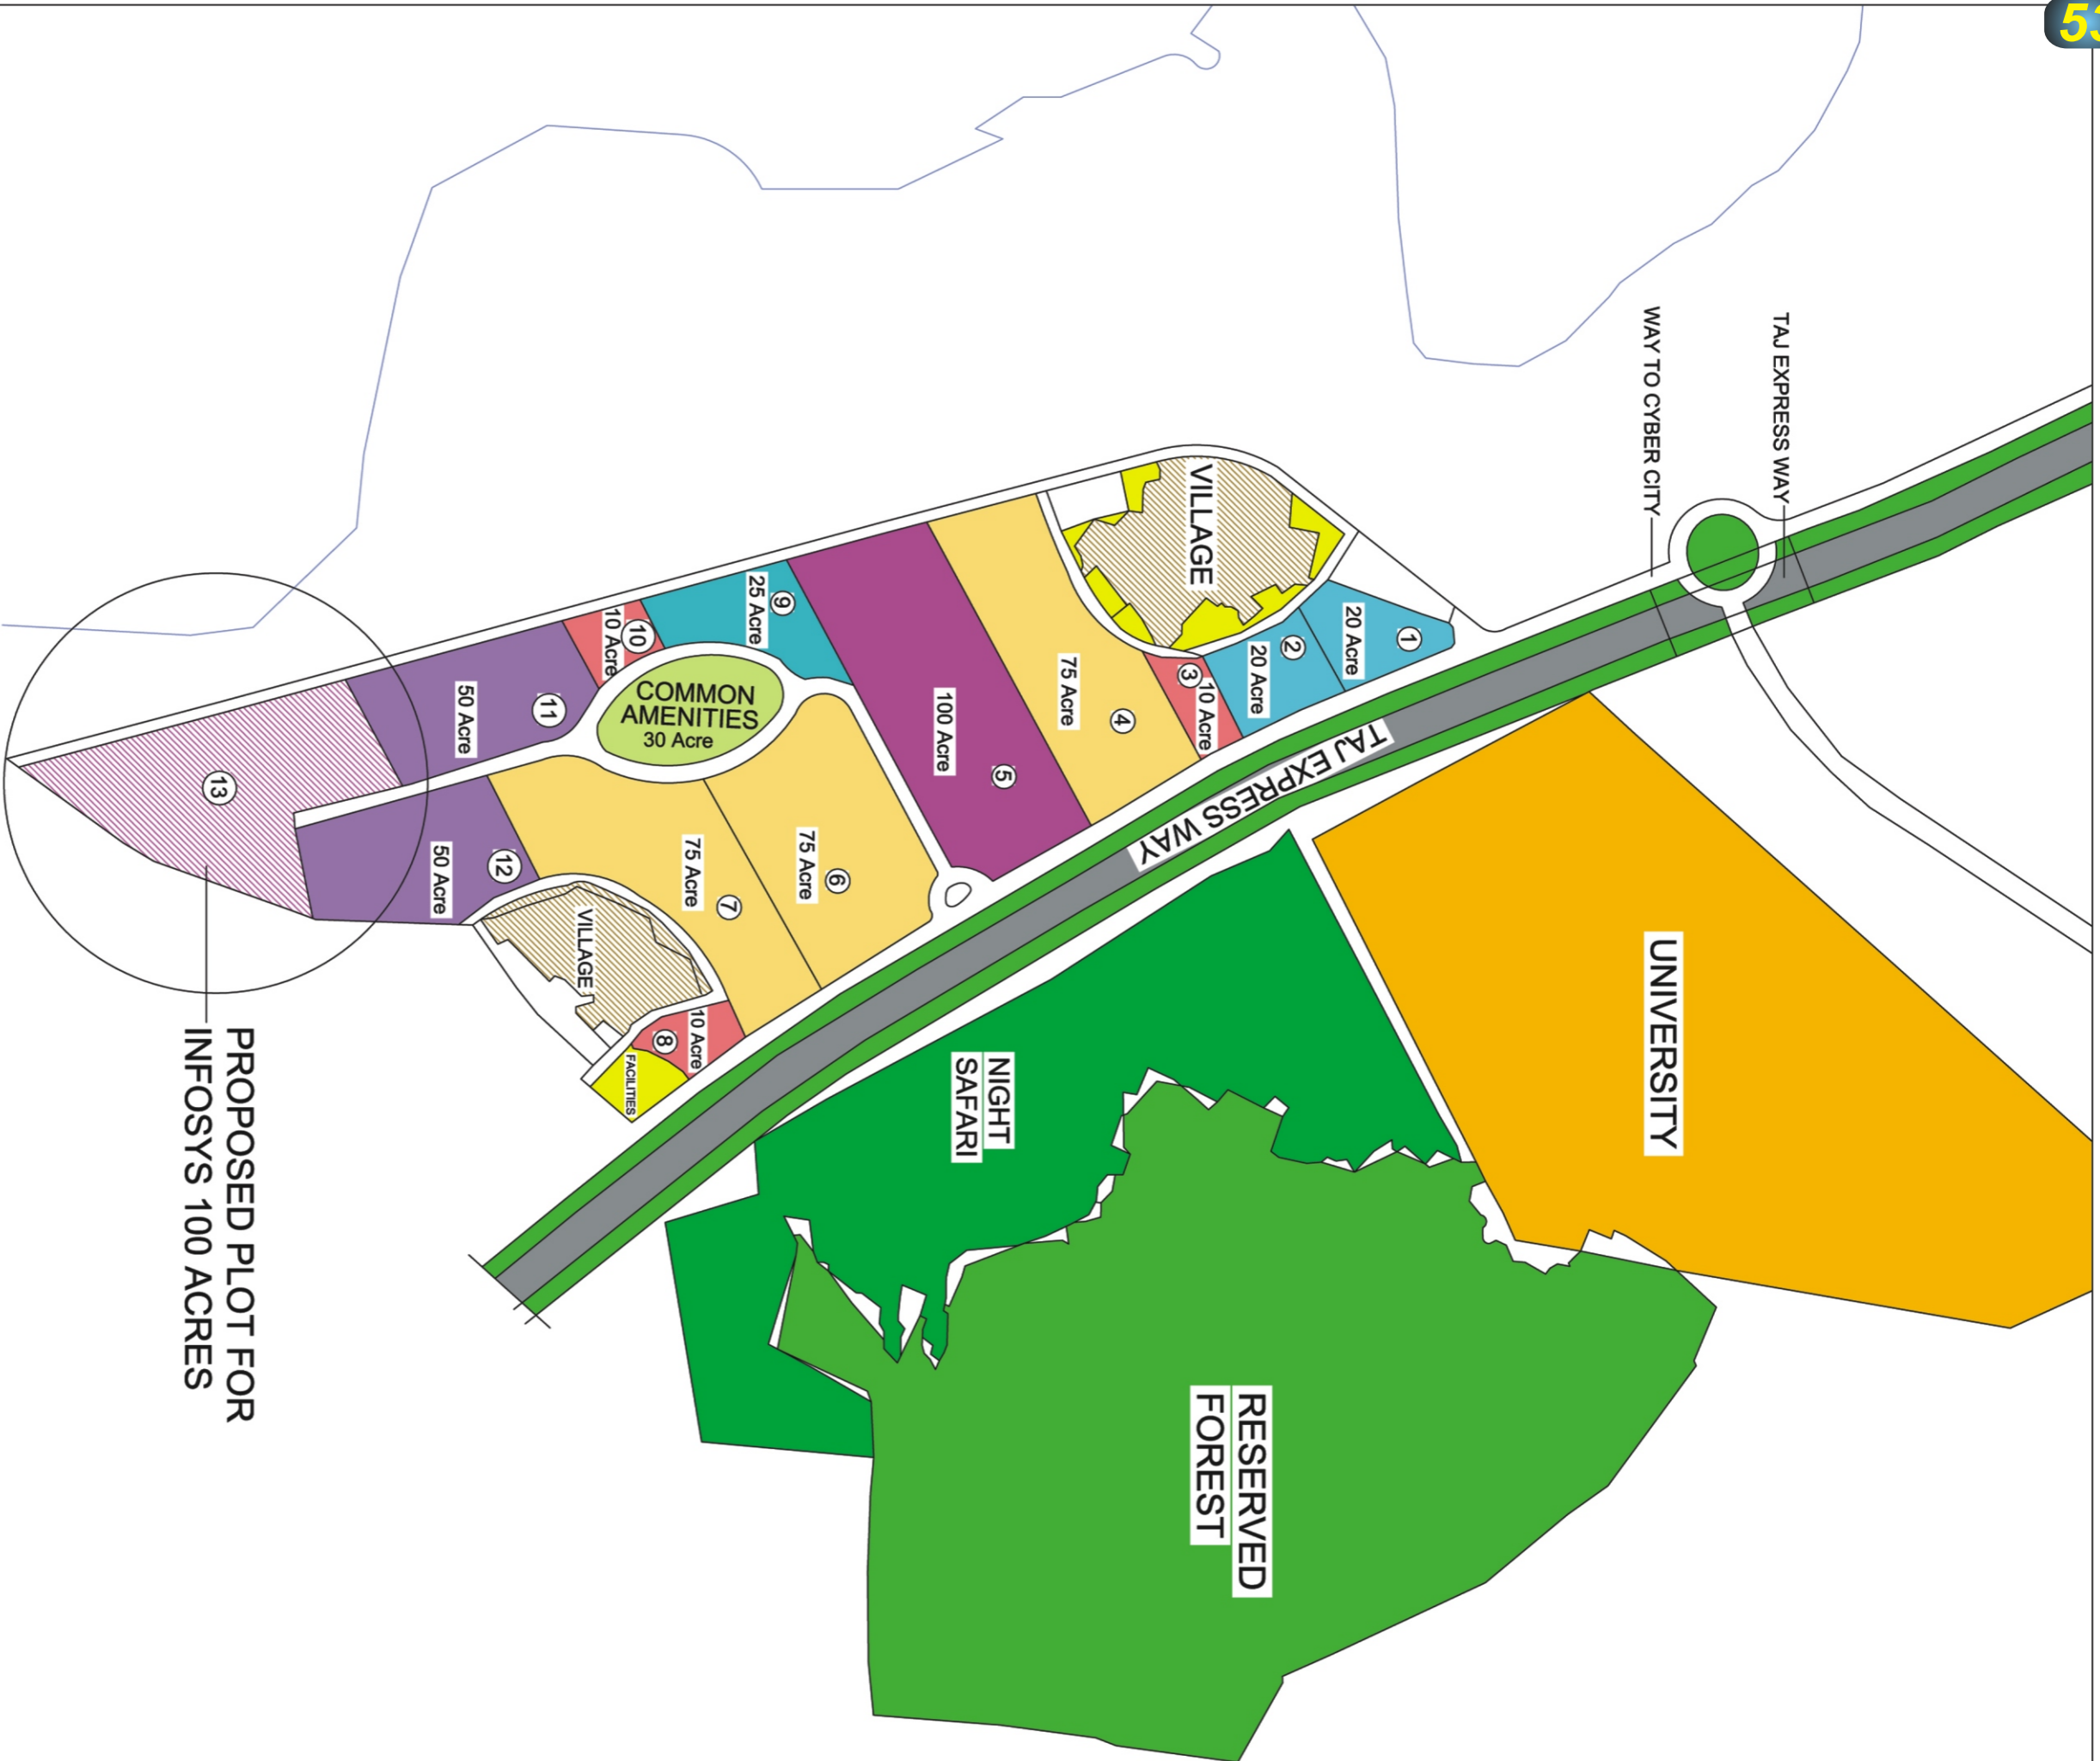 TAJ EXPRESS WAY
WAY TO CYBER CITY
VILLAGE
1
20 Acre
2
20 Acre
3
10 Acre
4
75 Acre
5
100 Acre
6
75 Acre
7
75 Acre
8
10 Acre
FACILITIES
9
25 Acre
10
10 Acre
COMMON
AMENITIES
30 Acre
11
50 Acre
12
50 Acre
13
VILLAGE
TAJ EXPRESS WAY
UNIVERSITY
NIGHT
SAFARI
RESERVED
FOREST
PROPOSED PLOT FOR
INFOSYS 100 ACRES